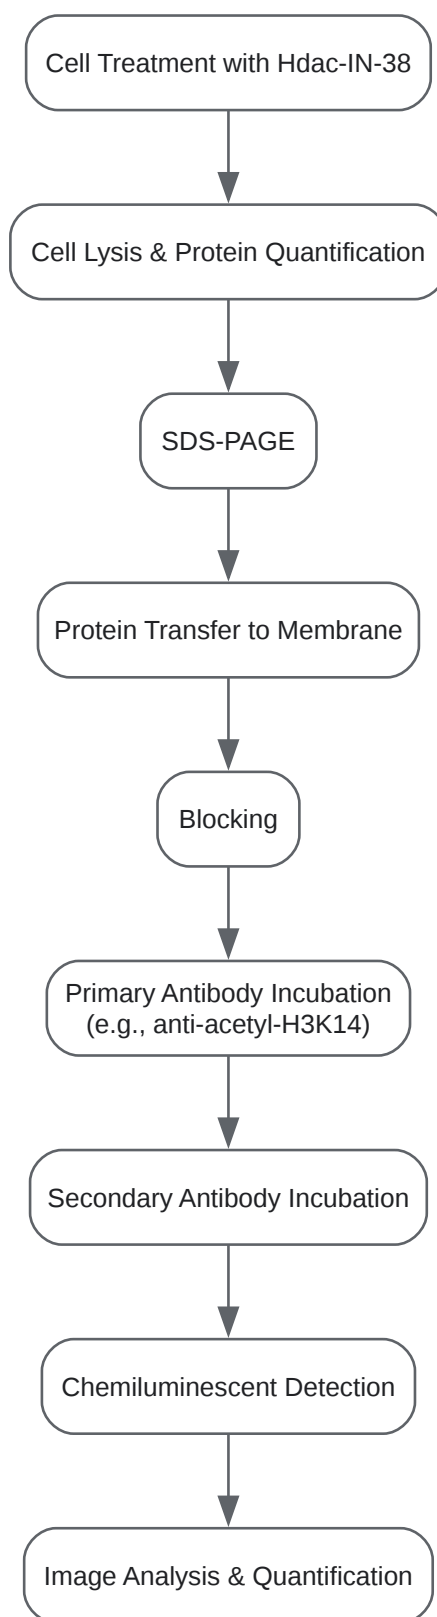 Cell Treatment with Hdac-IN-38
Cell Lysis & Protein Quantification
SDS-PAGE
Protein Transfer to Membrane
Blocking
Primary Antibody Incubation
(e.g., anti-acetyl-H3K14)
Secondary Antibody Incubation
Chemiluminescent Detection
Image Analysis & Quantification